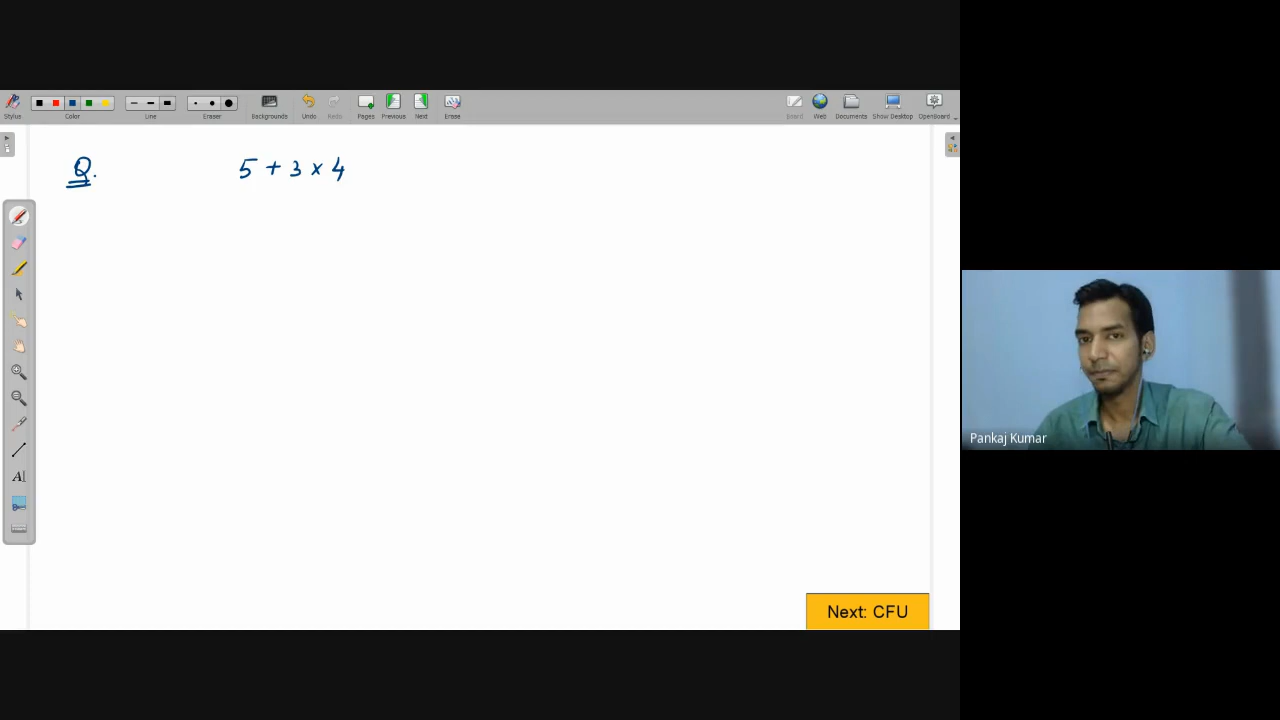 Stylus Color Line Eraser Backgrounds Undo Redo Pages Previous Next Erase Board Web Documents Show Desktop OpenBoard
Q. 5 + 3 × 4
A
Pankaj Kumar
Next: CFU